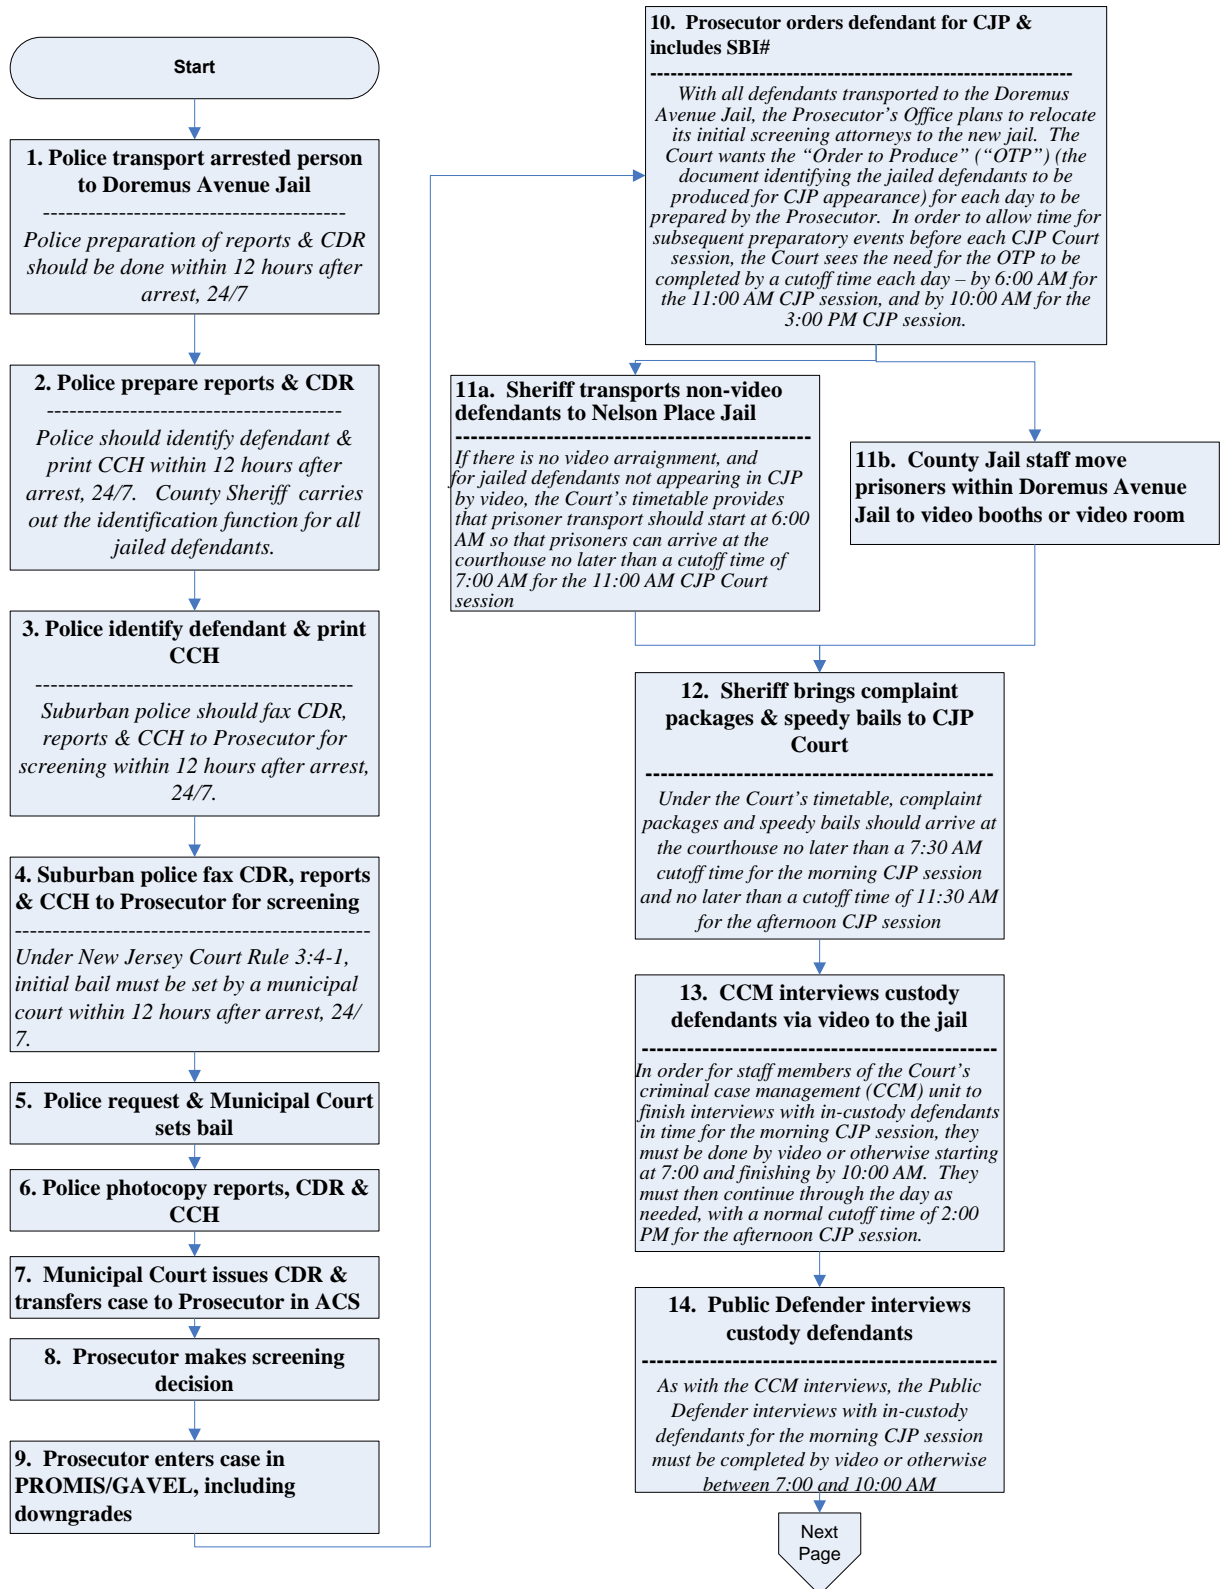 Start
1. Police transport arrested person
to Doremus Avenue Jail
----------------------------------------
Police preparation of reports & CDR
should be done within 12 hours after
arrest, 24/7
2. Police prepare reports & CDR
---------------------------------------
Police should identify defendant &
print CCH within 12 hours after
arrest, 24/7. County Sheriff carries
out the identification function for all
jailed defendants.
3. Police identify defendant & print
CCH
------------------------------------------
Suburban police should fax CDR,
reports & CCH to Prosecutor for
screening within 12 hours after arrest,
24/7.
4. Suburban police fax CDR, reports
& CCH to Prosecutor for screening
-----------------------------------------------
Under New Jersey Court Rule 3:4-1,
initial bail must be set by a municipal
court within 12 hours after arrest, 24/
7.
5. Police request & Municipal Court
sets bail
6. Police photocopy reports, CDR &
CCH
7. Municipal Court issues CDR &
transfers case to Prosecutor in ACS
8. Prosecutor makes screening
decision
9. Prosecutor enters case in
PROMIS/GAVEL, including
downgrades
10. Prosecutor orders defendant for CJP &
includes SBI#
---------------------------------------------------------------
With all defendants transported to the Doremus
Avenue Jail, the Prosecutor's Office plans to relocate
its initial screening attorneys to the new jail. The
Court wants the “Order to Produce” (“OTP”) (the
document identifying the jailed defendants to be
produced for CJP appearance) for each day to be
prepared by the Prosecutor. In order to allow time for
subsequent preparatory events before each CJP Court
session, the Court sees the need for the OTP to be
completed by a cutoff time each day – by 6:00 AM for
the 11:00 AM CJP session, and by 10:00 AM for the
3:00 PM CJP session.
11a. Sheriff transports non-video
defendants to Nelson Place Jail
-----------------------------------------------
If there is no video arraignment, and
for jailed defendants not appearing in CJP
by video, the Court's timetable provides
that prisoner transport should start at 6:00
AM so that prisoners can arrive at the
courthouse no later than a cutoff time of
7:00 AM for the 11:00 AM CJP Court
session
11b. County Jail staff move
prisoners within Doremus Avenue
Jail to video booths or video room
12. Sheriff brings complaint
packages & speedy bails to CJP
Court
----------------------------------------------
Under the Court's timetable, complaint
packages and speedy bails should arrive at
the courthouse no later than a 7:30 AM
cutoff time for the morning CJP session
and no later than a cutoff time of 11:30 AM
for the afternoon CJP session
13. CCM interviews custody
defendants via video to the jail
-----------------------------------------------
In order for staff members of the Court's
criminal case management (CCM) unit to
finish interviews with in-custody defendants
in time for the morning CJP session, they
must be done by video or otherwise starting
at 7:00 and finishing by 10:00 AM. They
must then continue through the day as
needed, with a normal cutoff time of 2:00
PM for the afternoon CJP session.
14. Public Defender interviews
custody defendants
-----------------------------------------------
As with the CCM interviews, the Public
Defender interviews with in-custody
defendants for the morning CJP session
must be completed by video or otherwise
between 7:00 and 10:00 AM
Next
Page